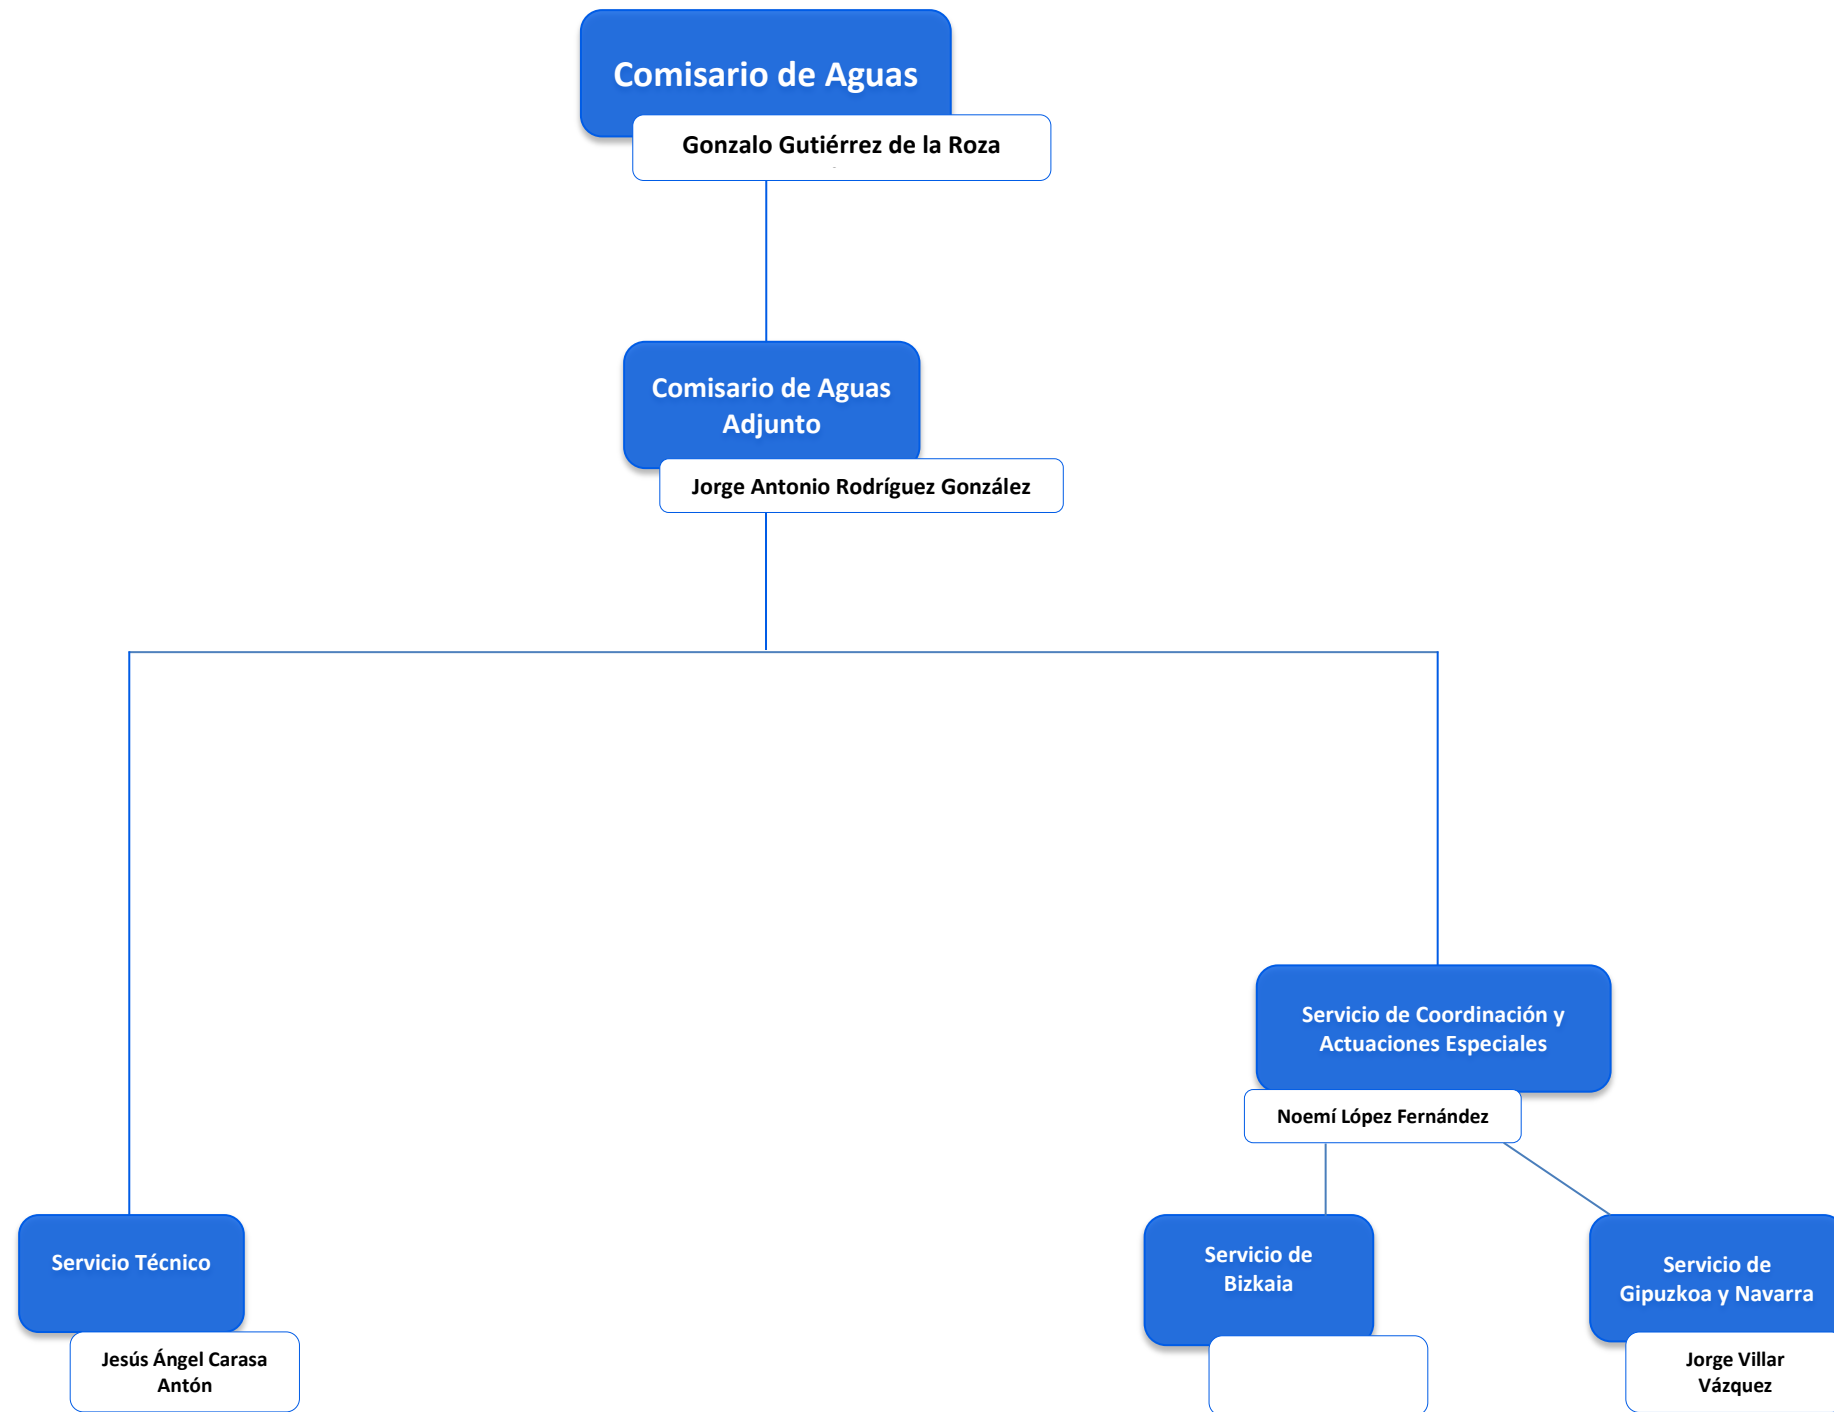 Comisario de Aguas
Gonzalo Gutiérrez de la Roza
Comisario de Aguas
Adjunto
Jorge Antonio Rodríguez González
Servicio de Coordinación y
Actuaciones Especiales
Noemí López Fernández
Servicio Técnico
Jesús Ángel Carasa
Antón
Servicio de
Bizkaia
Servicio de
Gipuzkoa y Navarra
Jorge Villar
Vázquez